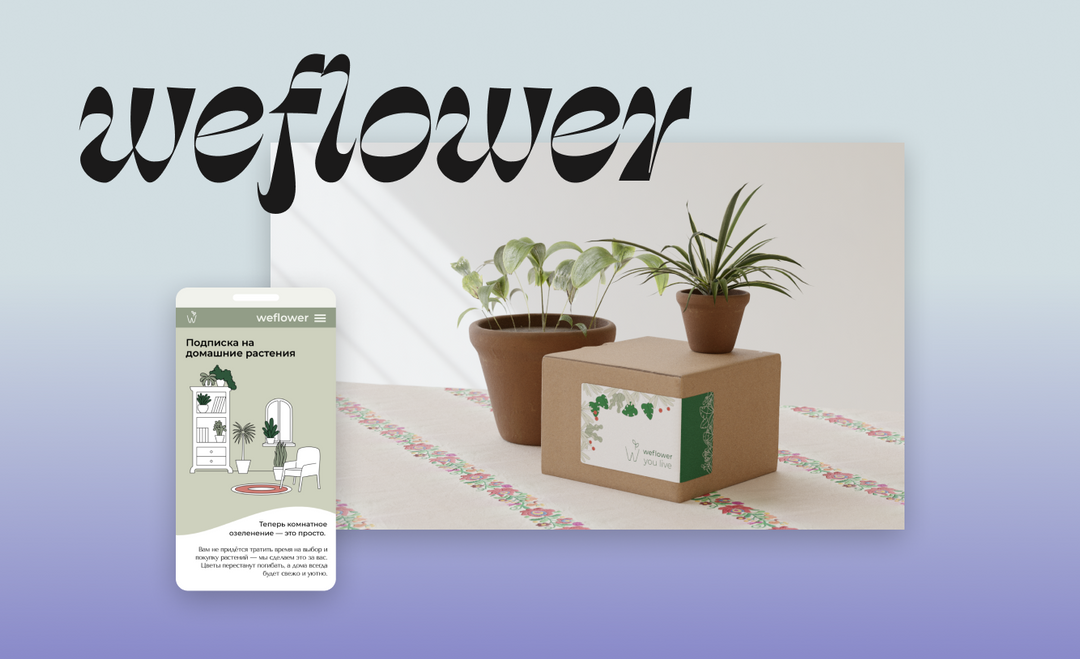 weflower
weflower
Подписка на
домашние растения
Теперь комнатное
озеленение — это просто.
Вам не придётся тратить время на выбор и
покупку растений — мы сделаем это за вас.
Цветы перестанут погибать, а дома всегда
будет свежо и уютно.
weflower
you live